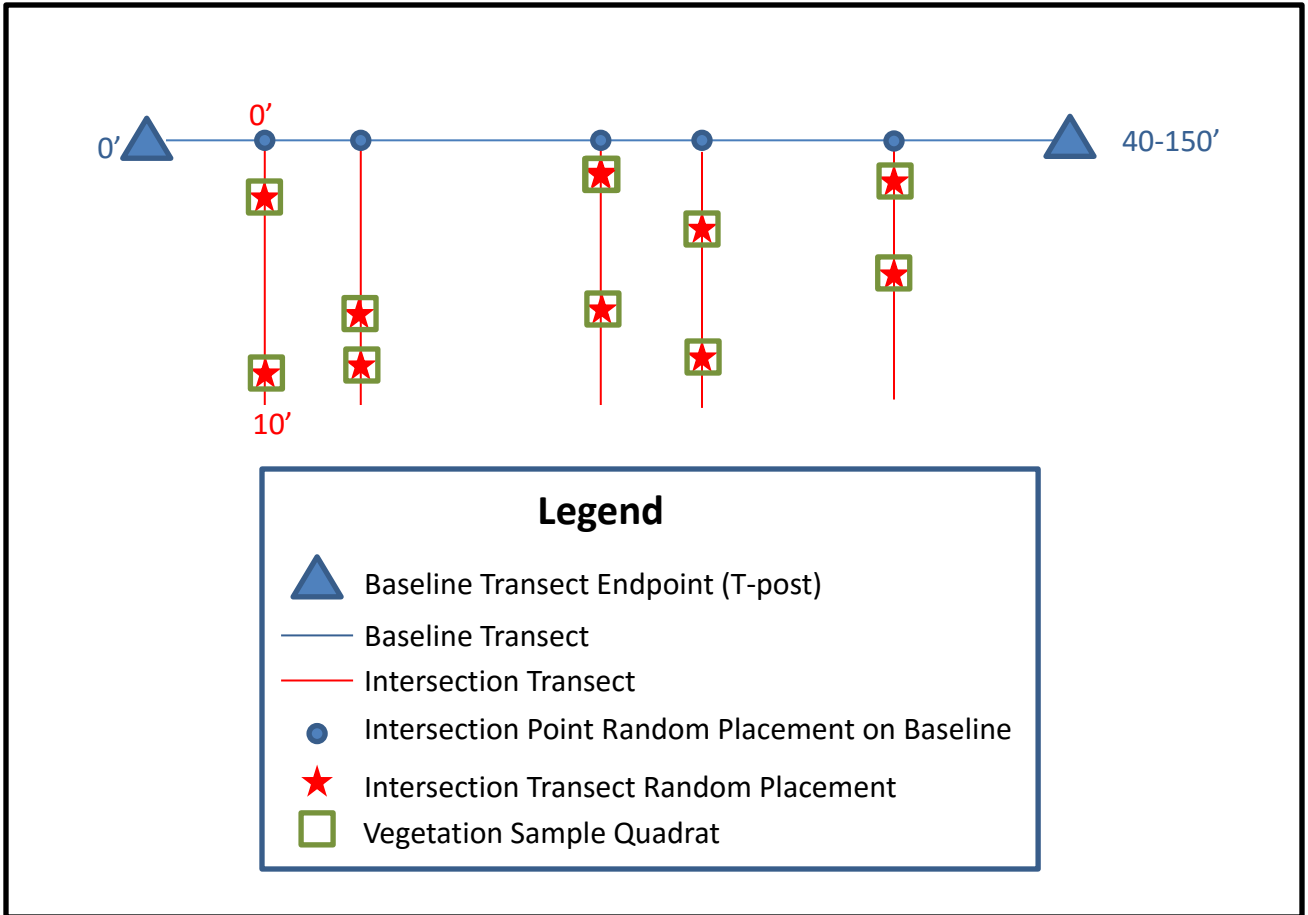 0’
0’
40-150’
10’
Legend
Baseline Transect Endpoint (T-post)
Baseline Transect
Intersection Transect
Intersection Point Random Placement on Baseline
Intersection Transect Random Placement
Vegetation Sample Quadrat